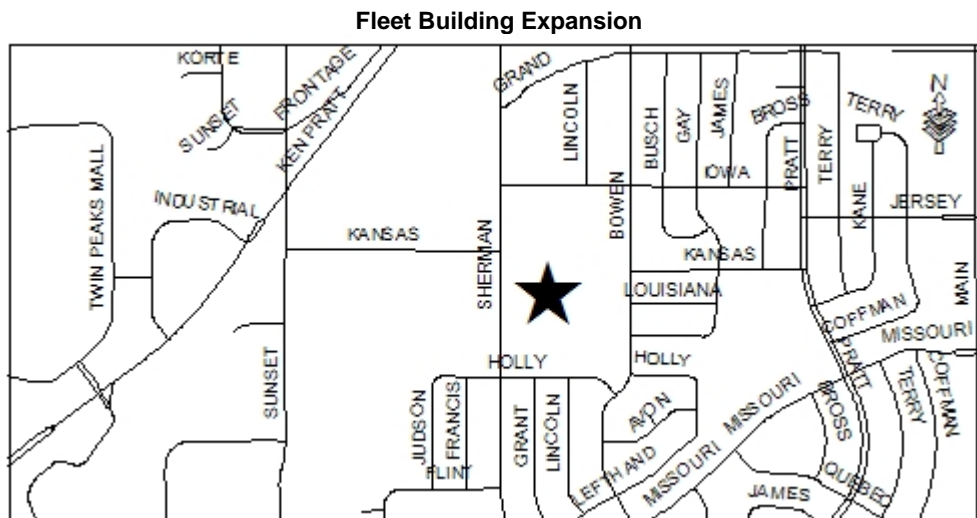 Fleet Building Expansion
KORTE
FRONTAGE
SUNSET
KEN PRATT
GRAND
LINCOLN
BUSCH
GAY
JAMES
BROSS
PRATT
TERRY
TERRY
N
TWIN PEAKS MALL
INDUSTRIAL
KANSAS
SHERMAN
BOWEN
IOWA
KANE
JERSEY
KANSAS
LOUISIANA
MAIN
COFFMAN
MISSOURI
SUNSET
HOLLY
HOLLY
PRATT
COFFMAN
TERRY
BROSS
MISSOURI
AVON
JUDSON
FRANCIS
GRANT
LINCOLN
FLINT
LEFTHAND
MISSOURI
QUEBEC
JAMES